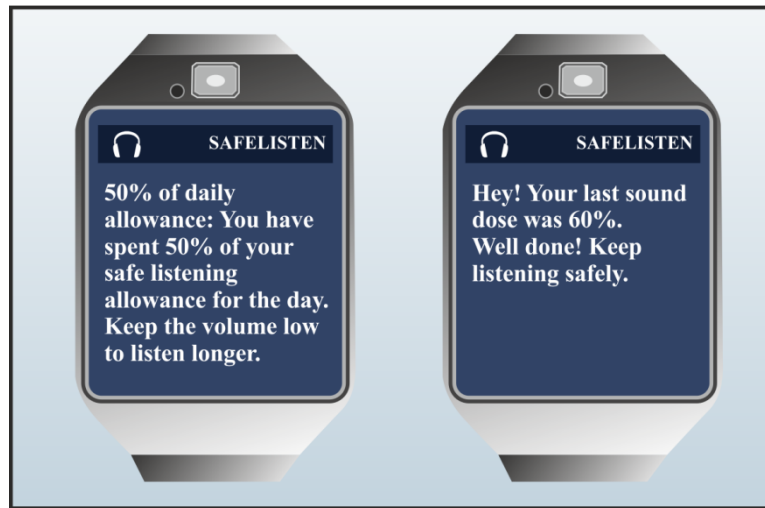 SAFELISTEN
50% of daily
allowance: You have
spent 50% of your
safe listening
allowance for the day.
Keep the volume low
to listen longer.
SAFELISTEN
Hey! Your last sound
dose was 60%.
Well done! Keep
listening safely.